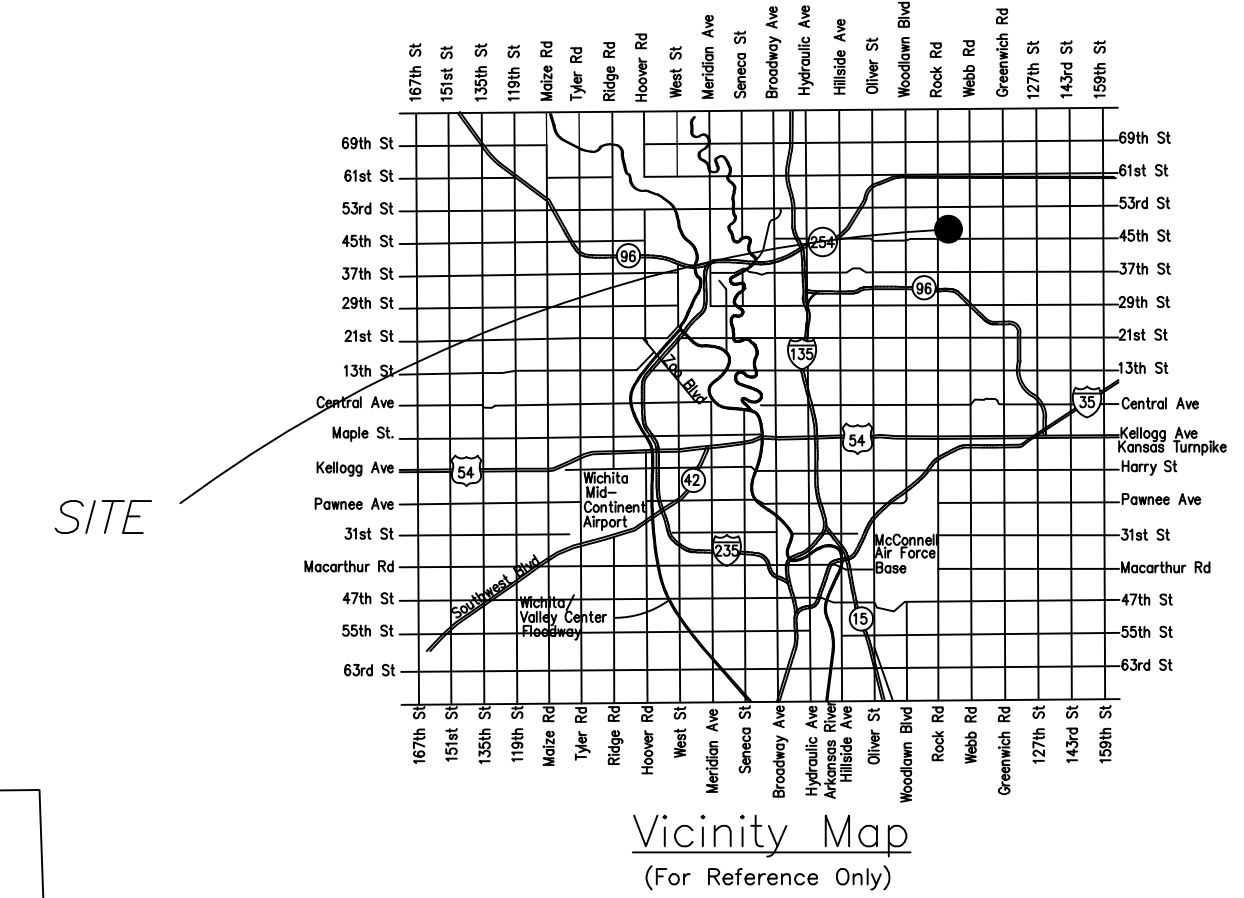 167th St
151st St
135th St
119th St
Maize Rd
Tyler Rd
Ridge Rd
Hoover Rd
West St
Meridian Ave
Seneca St
Broadway Ave
Hydraulic Ave
Hillside Ave
Oliver St
Woodlawn Blvd
Rock Rd
Webb Rd
Greenwich Rd
127th St
143rd St
159th St
69th St
61st St
53rd St
45th St
37th St
29th St
21st St
13th St
Central Ave
Maple St.
Kellogg Ave
Pawnee Ave
31st St
Macarthur Rd
47th St
55th St
63rd St
69th St
61st St
53rd St
45th St
37th St
29th St
21st St
13th St
Central Ave
Kellogg Ave
Kansas Turnpike
Harry St
Pawnee Ave
31st St
Macarthur Rd
47th St
55th St
63rd St
254
96
96
135
35
54
54
42
235
15
Zoo Blvd
Wichita
Mid-
Continent
Airport
McConnell
Air Force
Base
Southwest Blvd
Wichita/
Valley Center
Floodway
SITE
167th St
151st St
135th St
119th St
Maize Rd
Tyler Rd
Ridge Rd
Hoover Rd
West St
Meridian Ave
Seneca St
Broadway Ave
Hydraulic Ave
Arkansas River
Hillside Ave
Oliver St
Woodlawn Blvd
Rock Rd
Webb Rd
Greenwich Rd
127th St
143rd St
159th St
Vicinity Map
(For Reference Only)